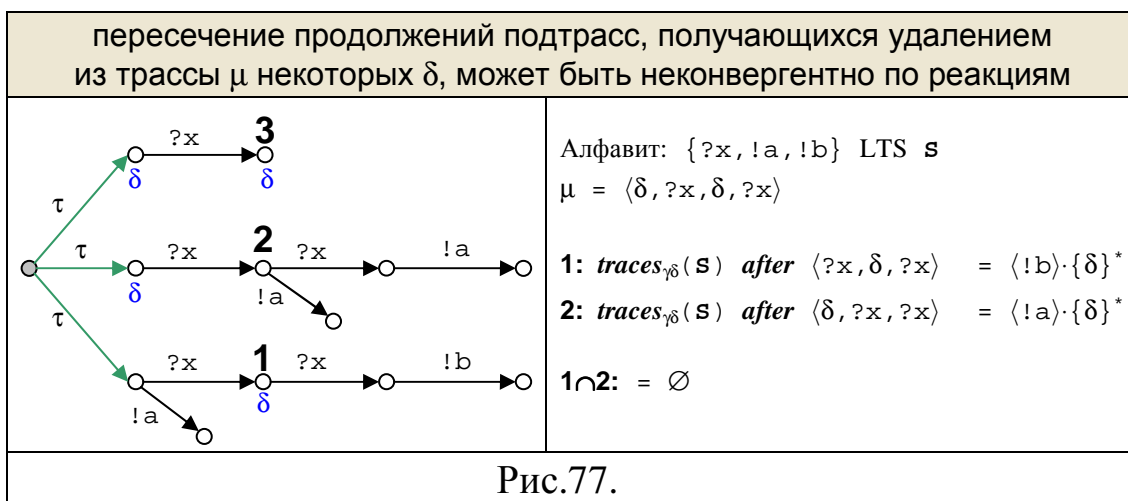 пересечение продолжений подтрасс, получающихся удалением
из трассы μ некоторых δ, может быть неконвергентно по реакциям
?x 3
δ δ
τ
τ ?x 2 ?x !a
δ !a
τ
?x 1 ?x !b
!a δ
Алфавит: {?x,!a,!b} LTS S
μ = ⟨δ,?x,δ,?x⟩
1: traces_γδ(S) after ⟨?x,δ,?x⟩ = ⟨!b⟩·{δ}*
2: traces_γδ(S) after ⟨δ,?x,?x⟩ = ⟨!a⟩·{δ}*
1∩2: = ∅
Рис.77.